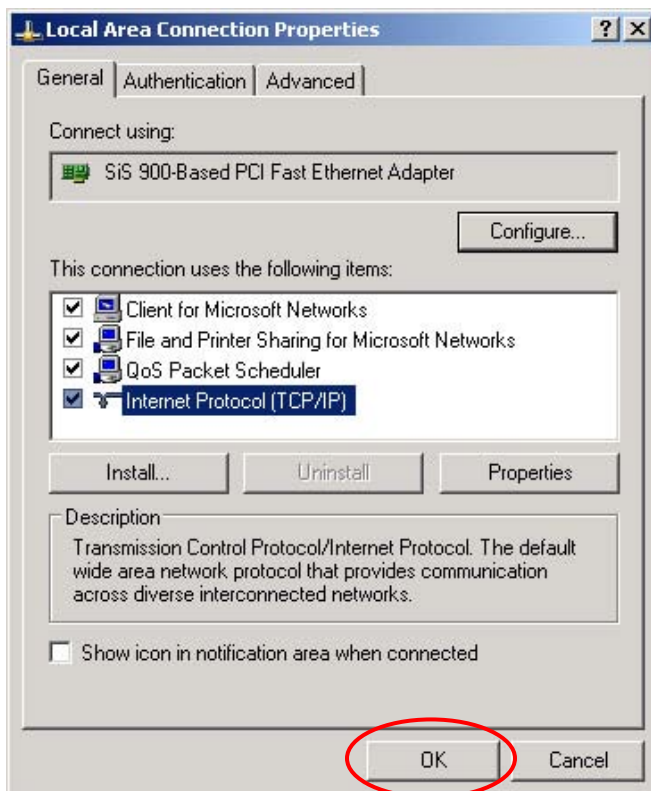 Local Area Connection Properties
General Authentication Advanced
Connect using:
SiS 900-Based PCI Fast Ethernet Adapter
Configure...
This connection uses the following items:
Client for Microsoft Networks
File and Printer Sharing for Microsoft Networks
QoS Packet Scheduler
Internet Protocol (TCP/IP)
Install... Uninstall Properties
Description
Transmission Control Protocol/Internet Protocol. The default
wide area network protocol that provides communication
across diverse interconnected networks.
Show icon in notification area when connected
OK Cancel